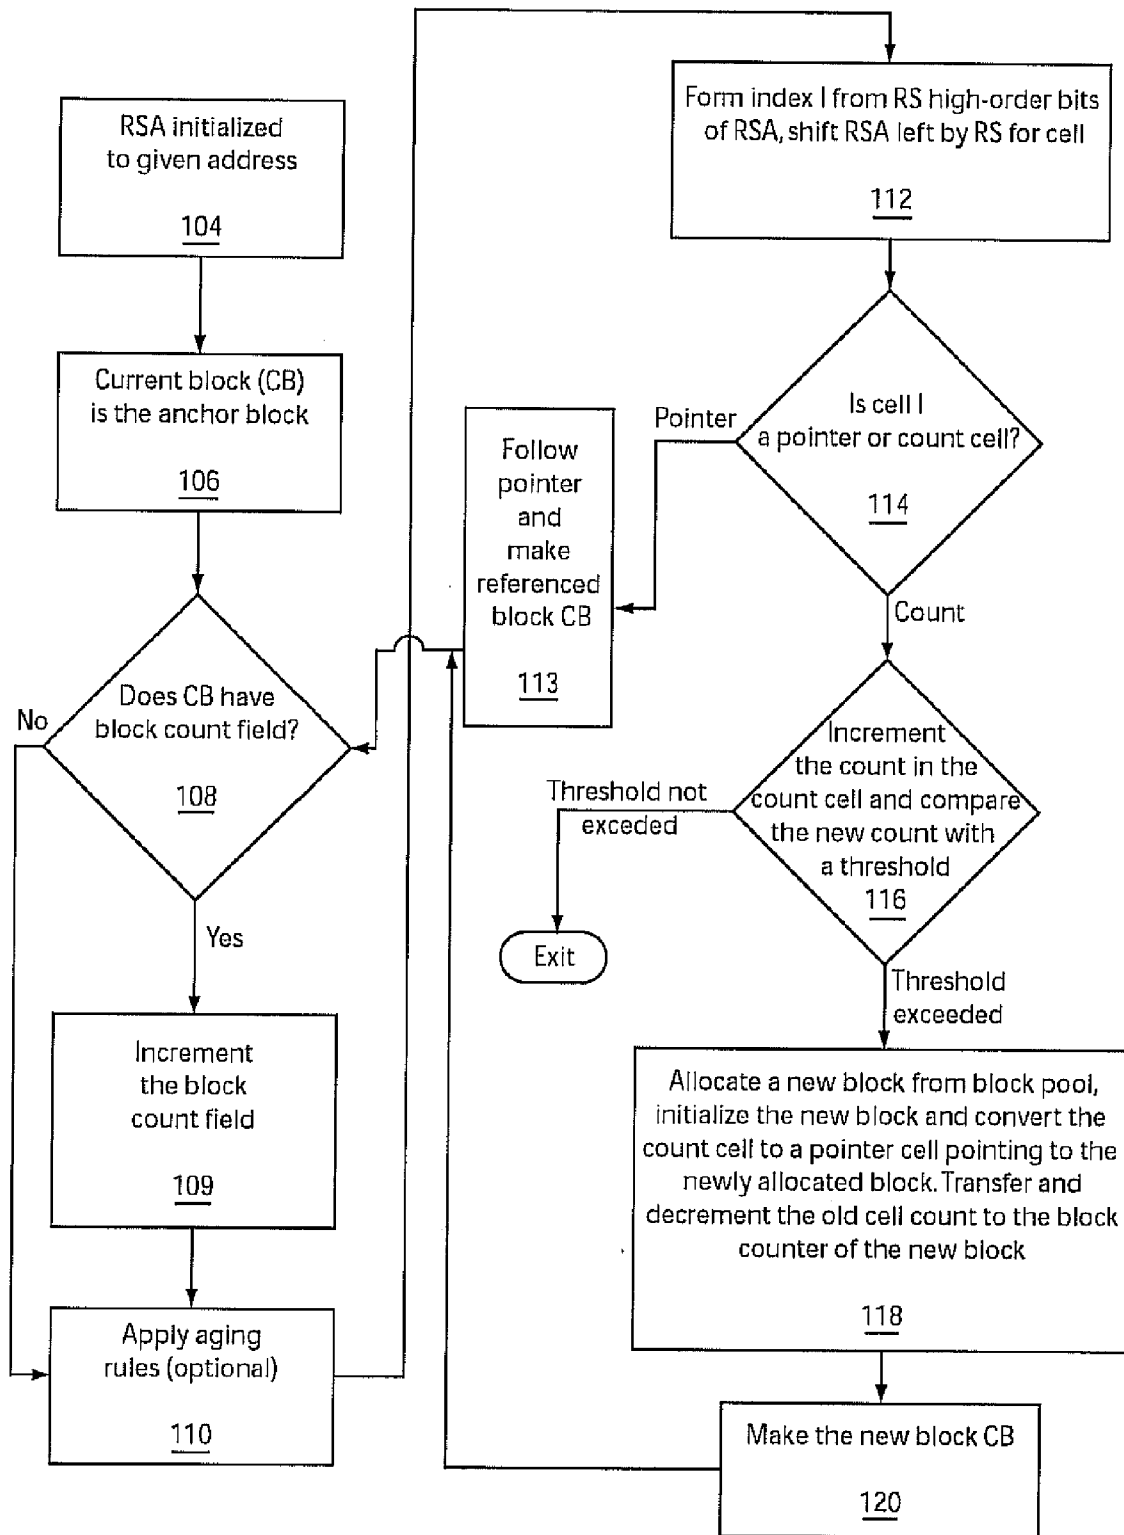 RSA initialized
to given address
104
Current block (CB)
is the anchor block
106
Does CB have
block count field?
108
No
Yes
Increment
the block
count field
109
Apply aging
rules (optional)
110
Form index I from RS high-order bits
of RSA, shift RSA left by RS for cell
112
Is cell I
a pointer or count cell?
114
Pointer
Count
Follow
pointer
and
make
referenced
block CB
113
Increment
the count in the
count cell and compare
the new count with
a threshold
116
Threshold not
exceded
Exit
Threshold
exceeded
Allocate a new block from block pool,
initialize the new block and convert the
count cell to a pointer cell pointing to the
newly allocated block. Transfer and
decrement the old cell count to the block
counter of the new block
118
Make the new block CB
120